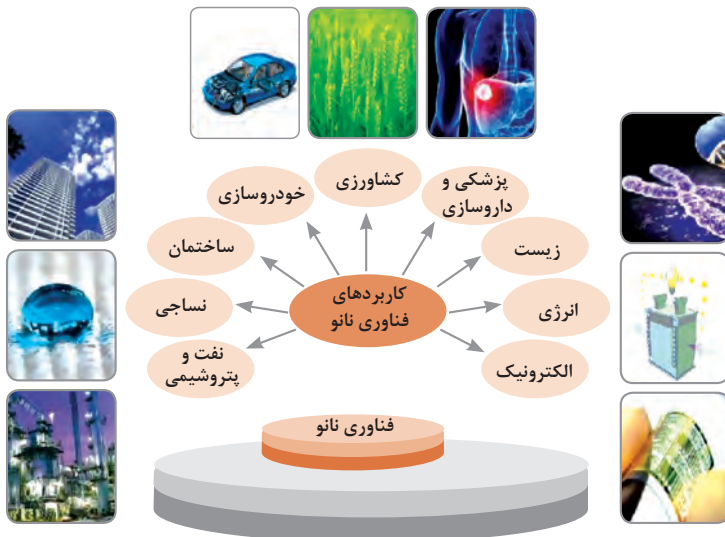 کشاورزی
پزشکی و
داروسازی
خودروسازی
زیست
ساختمان
انرژی
نساجی
کاربردهای
فناوری نانو
الکترونیک
نفت و
پتروشیمی
فناوری نانو